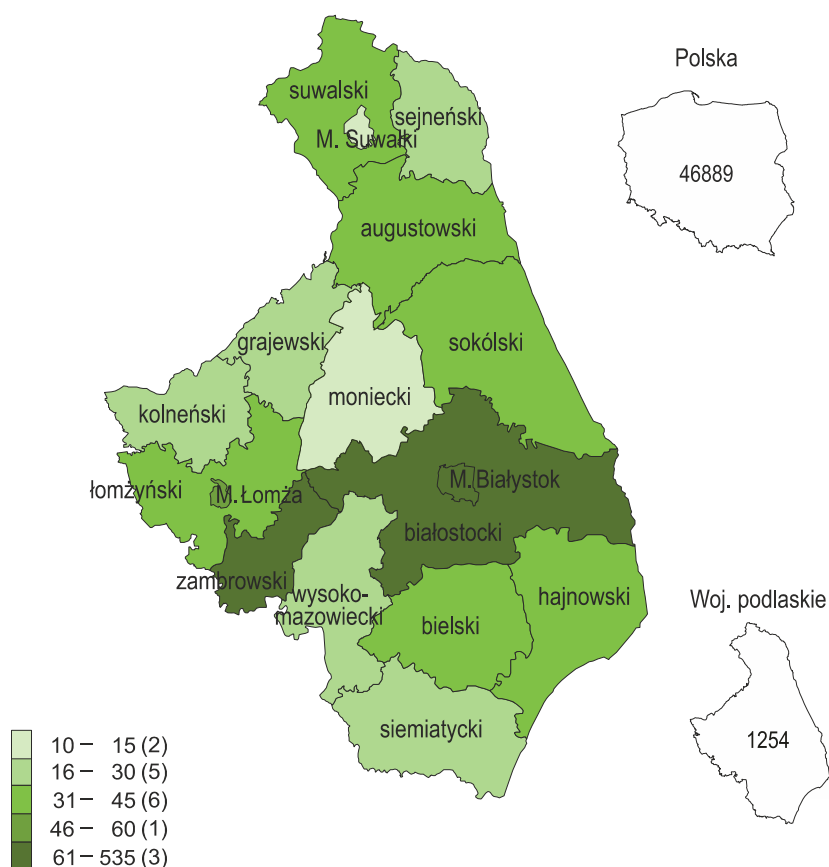 Polska
46889
suwalski
sejneński
M. Suwałki
augustowski
grajewski
sokólski
moniecki
kolneński
M. Białystok
łomżyński
M. Łomża
białostocki
zambrowski
wysoko-
mazowiecki
hajnowski
bielski
siemiatycki
Woj. podlaskie
1254
10 – 15 (2)
16 – 30 (5)
31 – 45 (6)
46 – 60 (1)
61 – 535 (3)